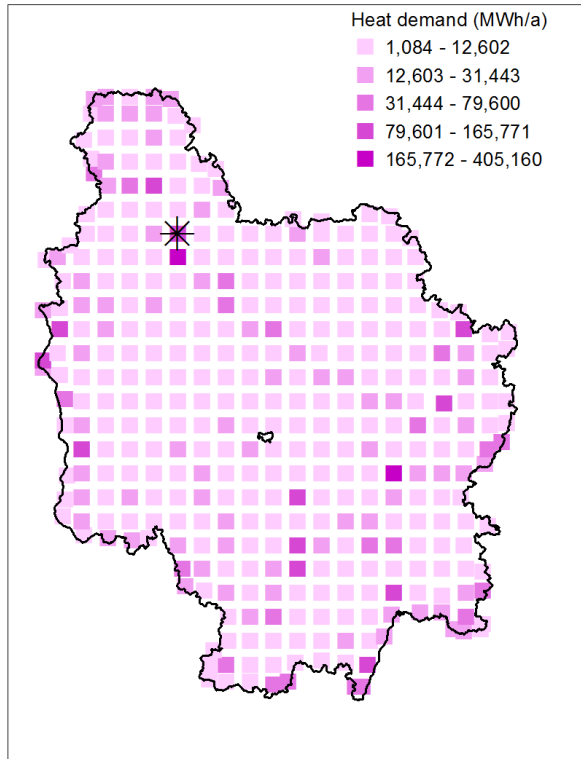 Heat demand (MWh/a)
1,084 - 12,602
12,603 - 31,443
31,444 - 79,600
79,601 - 165,771
165,772 - 405,160